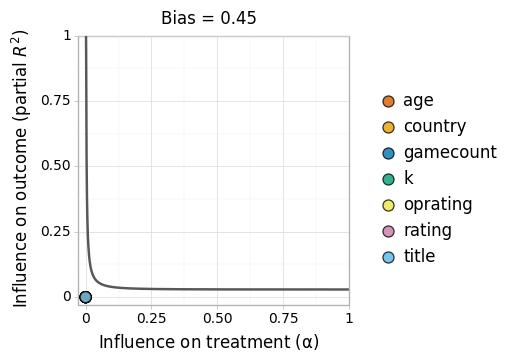 Bias = 0.45
Influence on outcome (partial R²)
1
0.75
0.50
0.25
0
0 0.25 0.50 0.75 1
Influence on treatment (α)
age
country
gamecount
k
oprating
rating
title